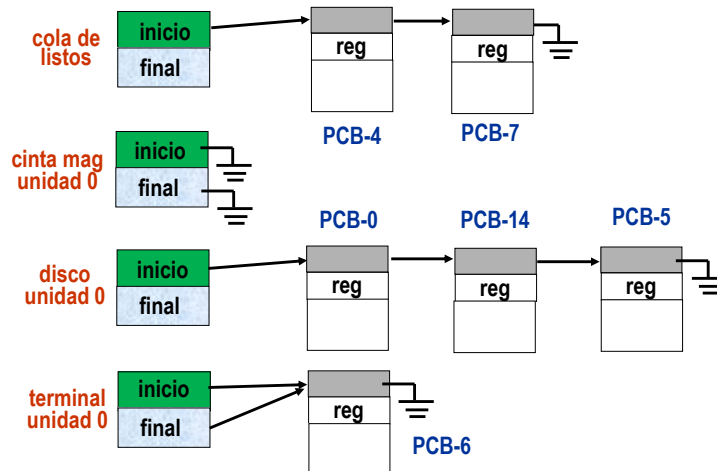 cola de
listos
inicio
final
reg
reg
PCB-4
PCB-7
cinta mag
unidad 0
inicio
final
PCB-0
PCB-14
PCB-5
disco
unidad 0
inicio
final
reg
reg
reg
terminal
unidad 0
inicio
final
reg
PCB-6